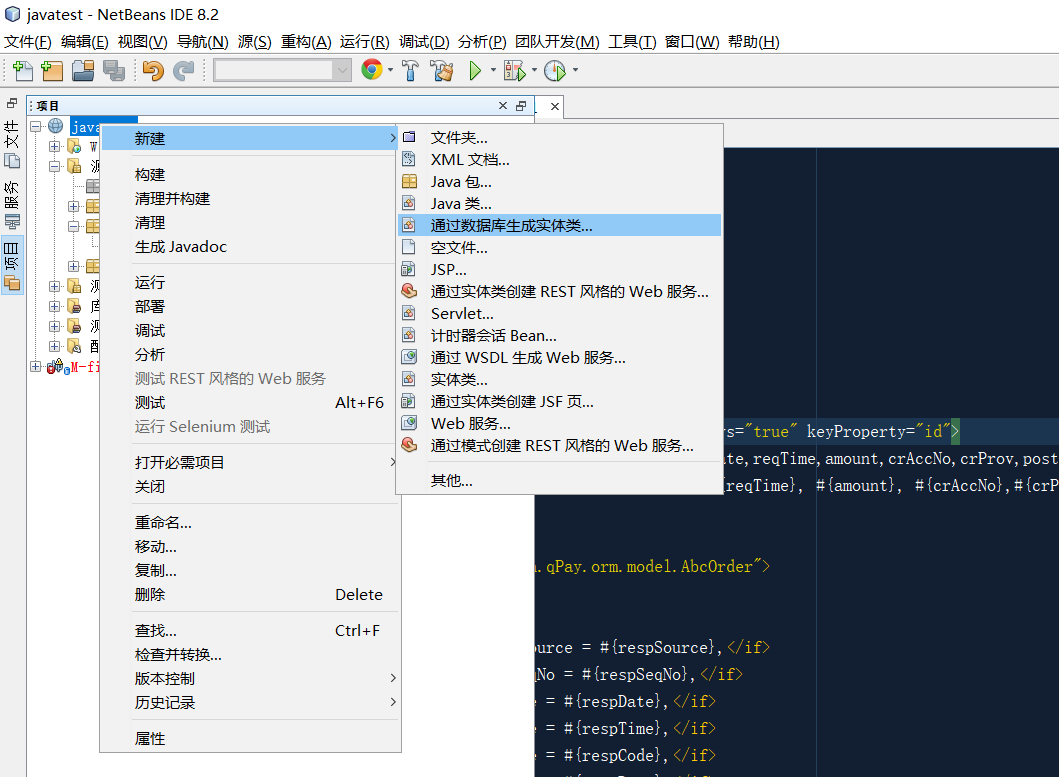 javatest - NetBeans IDE 8.2
文件(F) 编辑(E) 视图(V) 导航(N) 源(S) 重构(A) 运行(R) 调试(D) 分析(P) 团队开发(M) 工具(T) 窗口(W) 帮助(H)
项目
文件
服务
项目
java
W
源
测
库
测
配
M-fi
新建
构建
清理并构建
清理
生成 Javadoc
运行
部署
调试
分析
测试 REST 风格的 Web 服务
测试 Alt+F6
运行 Selenium 测试
打开必需项目
关闭
重命名...
移动...
复制...
删除 Delete
查找... Ctrl+F
检查并转换...
版本控制
历史记录
属性
文件夹...
XML 文档...
Java 包...
Java 类...
通过数据库生成实体类...
空文件...
JSP...
通过实体类创建 REST 风格的 Web 服务...
Servlet...
计时器会话 Bean...
通过 WSDL 生成 Web 服务...
实体类...
通过实体类创建 JSF 页...
Web 服务...
通过模式创建 REST 风格的 Web 服务...
其他...
s="true" keyProperty="id">
te,reqTime,amount,crAccNo,crProv,post
reqTime}, #{amount}, #{crAccNo},#{crP
.qPay.orm.model.AbcOrder">
ource = #{respSource},</if>
qNo = #{respSeqNo},</if>
e = #{respDate},</if>
e = #{respTime},</if>
e = #{respCode},</if>